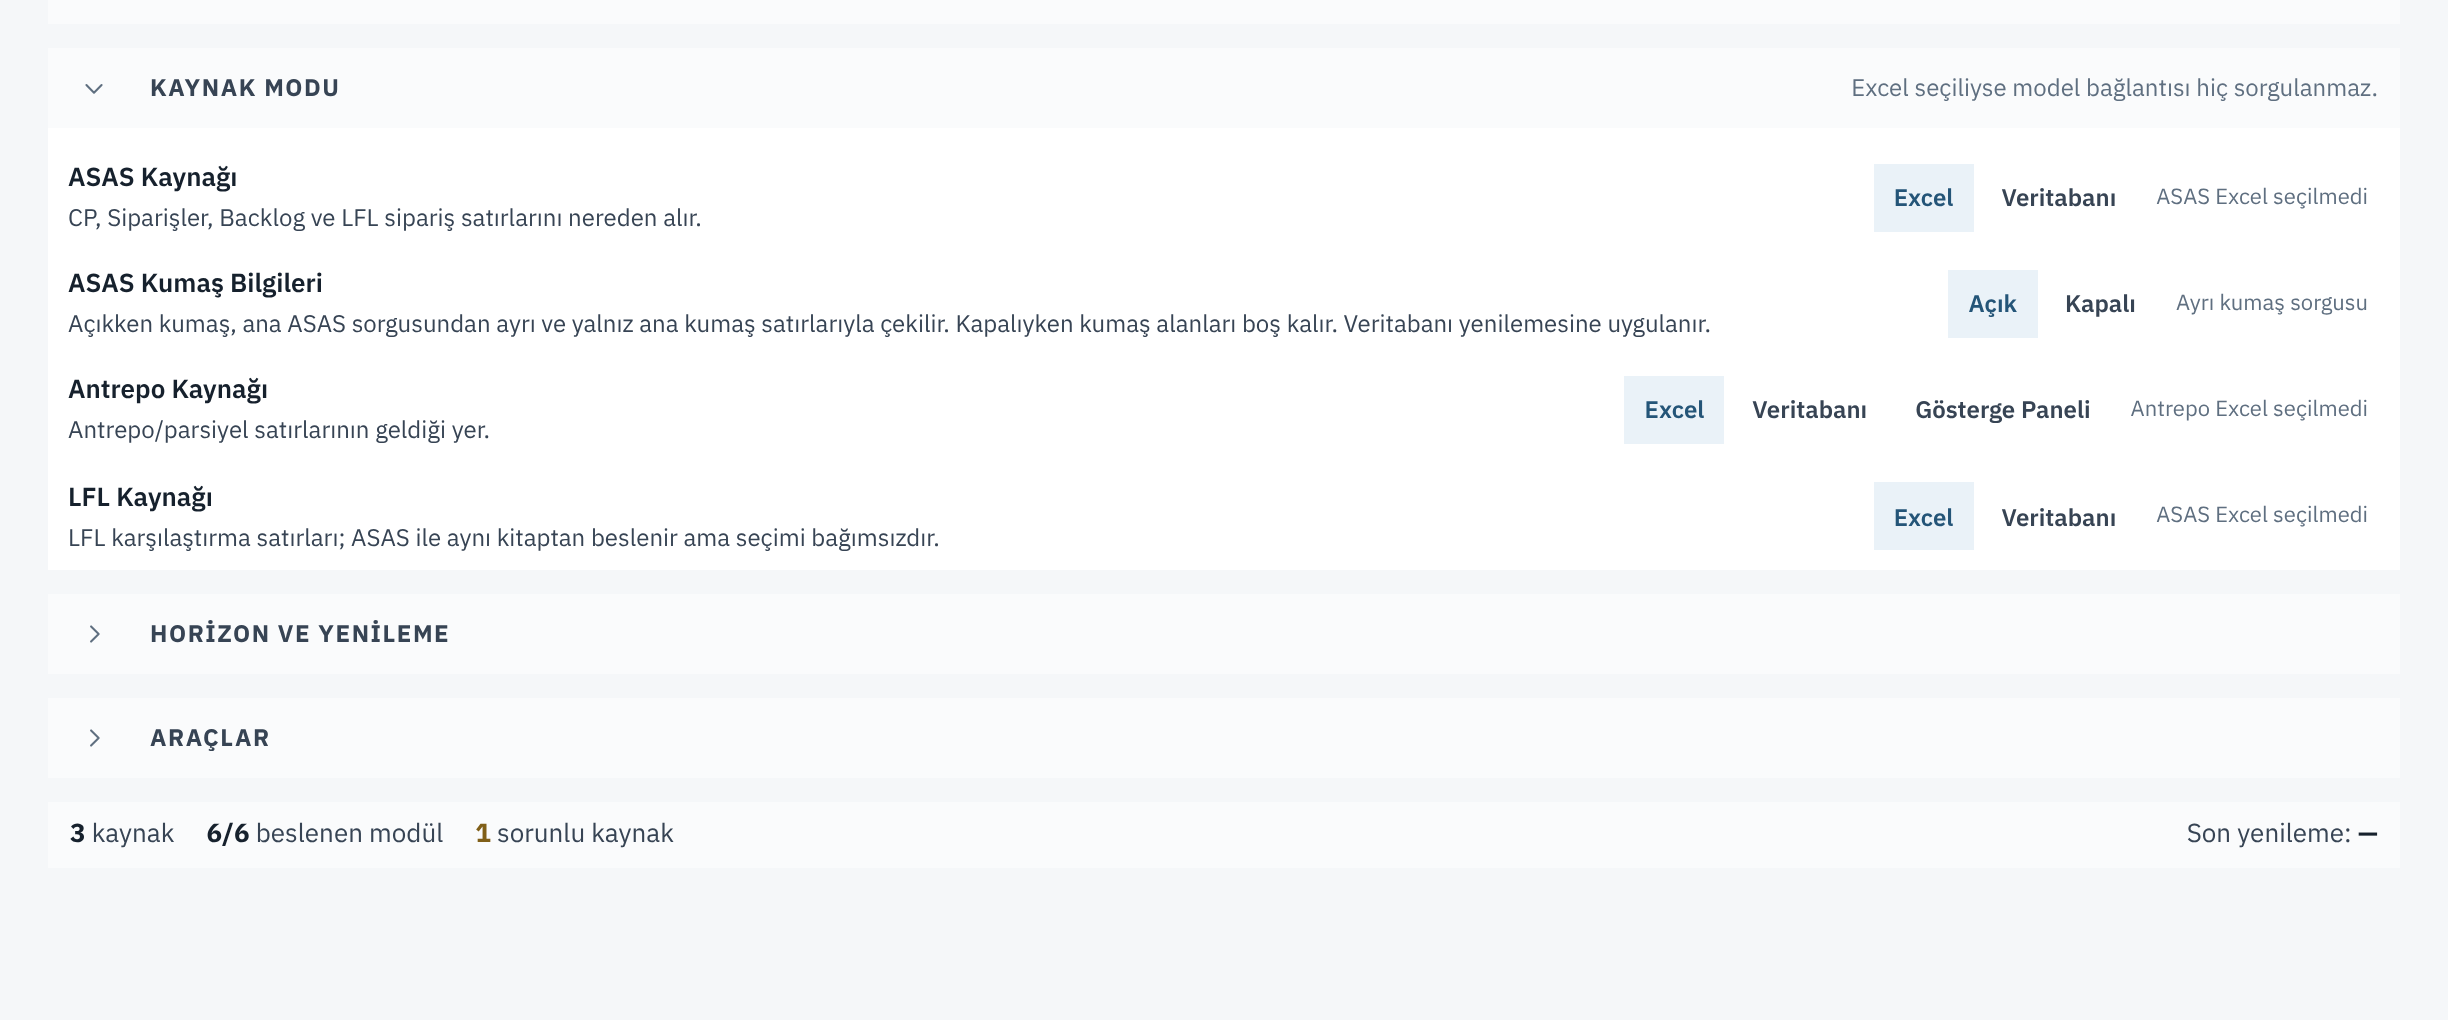 KAYNAK MODU
Excel seçiliyse model bağlantısı hiç sorgulanmaz.
ASAS Kaynağı
CP, Siparişler, Backlog ve LFL sipariş satırlarını nereden alır.
Excel Veritabanı ASAS Excel seçilmedi
ASAS Kumaş Bilgileri
Açıkken kumaş, ana ASAS sorgusundan ayrı ve yalnız ana kumaş satırlarıyla çekilir. Kapalıyken kumaş alanları boş kalır. Veritabanı yenilemesine uygulanır.
Açık Kapalı Ayrı kumaş sorgusu
Antrepo Kaynağı
Antrepo/parsiyel satırlarının geldiği yer.
Excel Veritabanı Gösterge Paneli Antrepo Excel seçilmedi
LFL Kaynağı
LFL karşılaştırma satırları; ASAS ile aynı kitaptan beslenir ama seçimi bağımsızdır.
Excel Veritabanı ASAS Excel seçilmedi
HORİZON VE YENİLEME
ARAÇLAR
3 kaynak 6/6 beslenen modül 1 sorunlu kaynak
Son yenileme: —